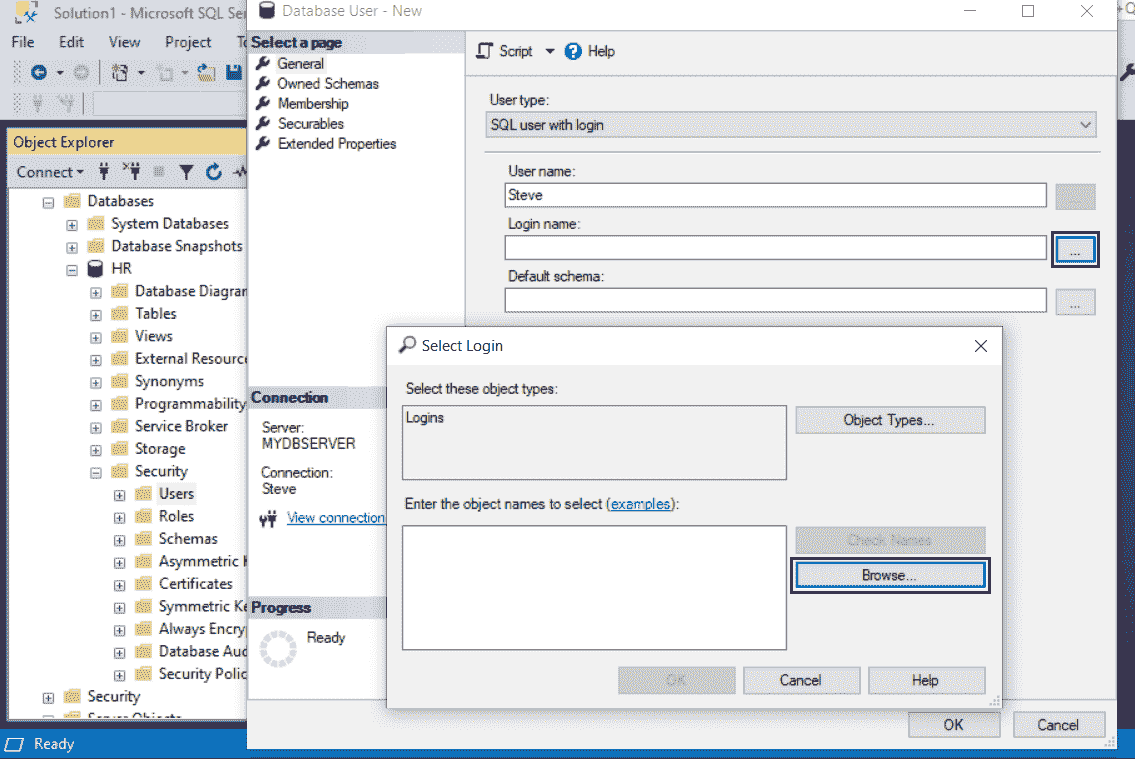 Solution1 - Microsoft SQL Ser
Database User - New
File Edit View Project To
Select a page
General
Owned Schemas
Membership
Securables
Extended Properties
Script Help
User type:
SQL user with login
User name:
Steve
...
Login name:
...
Default schema:
...
Object Explorer
Connect
Databases
System Databases
Database Snapshots
HR
Database Diagran
Tables
Views
External Resourc
Synonyms
Programmability
Service Broker
Storage
Security
Users
Roles
Schemas
Asymmetric K
Certificates
Symmetric Ke
Always Encry
Database Aud
Security Polic
Security
Server Objects
Ready
Connection
Server:
MYDBSERVER
Connection:
Steve
View connection
Progress
Ready
Select Login
Select these object types:
Logins
Object Types...
Enter the object names to select (examples):
Check Names
Browse...
OK Cancel Help
OK Cancel